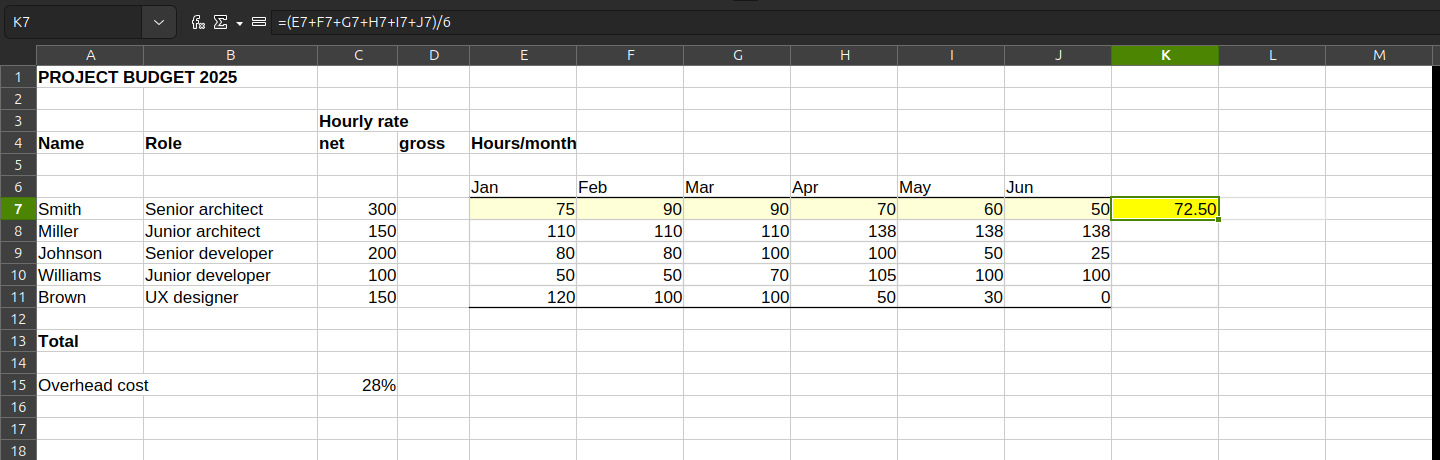 K7 fx Σ = =(E7+F7+G7+H7+I7+J7)/6
A B C D E F G H I J K L M
1 PROJECT BUDGET 2025
2
3 Hourly rate
4 Name Role net gross Hours/month
5
6 Jan Feb Mar Apr May Jun
7 Smith Senior architect 300 75 90 90 70 60 50 72.50
8 Miller Junior architect 150 110 110 110 138 138 138
9 Johnson Senior developer 200 80 80 100 100 50 25
10 Williams Junior developer 100 50 50 70 105 100 100
11 Brown UX designer 150 120 100 100 50 30 0
12
13 Total
14
15 Overhead cost 28%
16
17
18